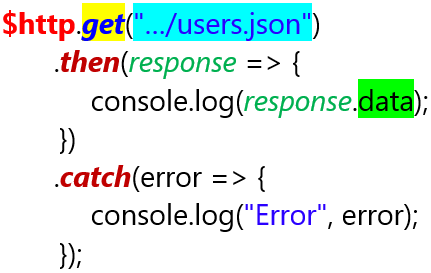 $http.get(".../users.json")
.then(response => {
console.log(response.data);
})
.catch(error => {
console.log("Error", error);
});